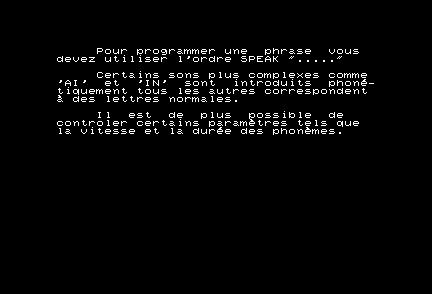 Pour programmer une phrase vous
devez utiliser l'ordre SPEAK "....."
Certains sons plus complexes comme
'AI' et 'IN' sont introduits phoné-
tiquement tous les autres correspondent
à des lettres normales.
Il est de plus possible de
controler certains paramètres tels que
la vitesse et la durée des phonèmes.